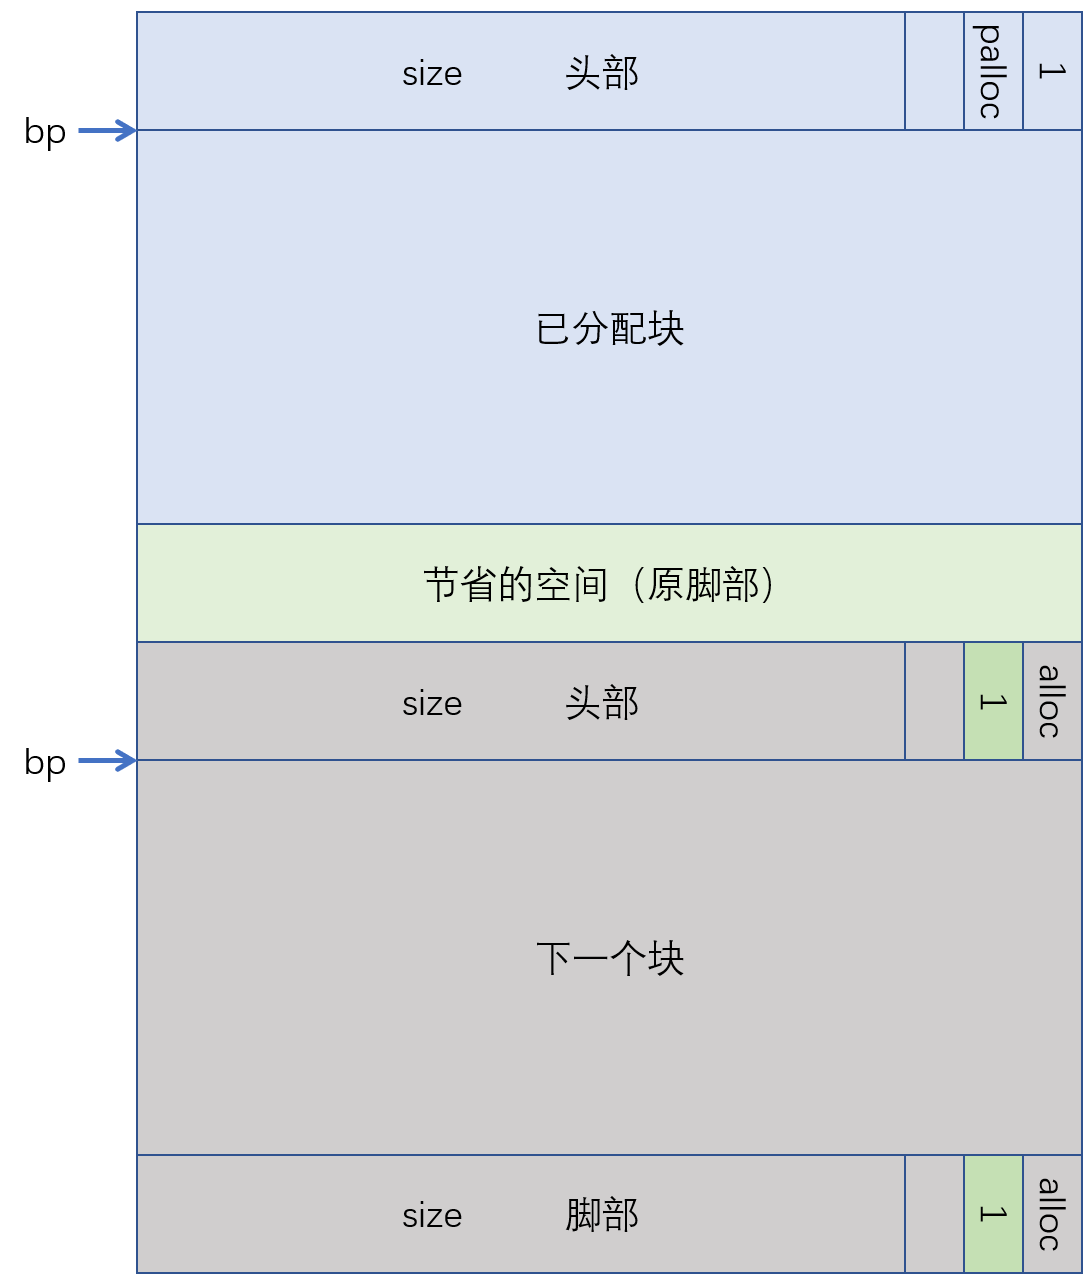 size 头部 palloc 1
bp
已分配块
节省的空间（原脚部）
size 头部 1 alloc
bp
下一个块
size 脚部 1 alloc